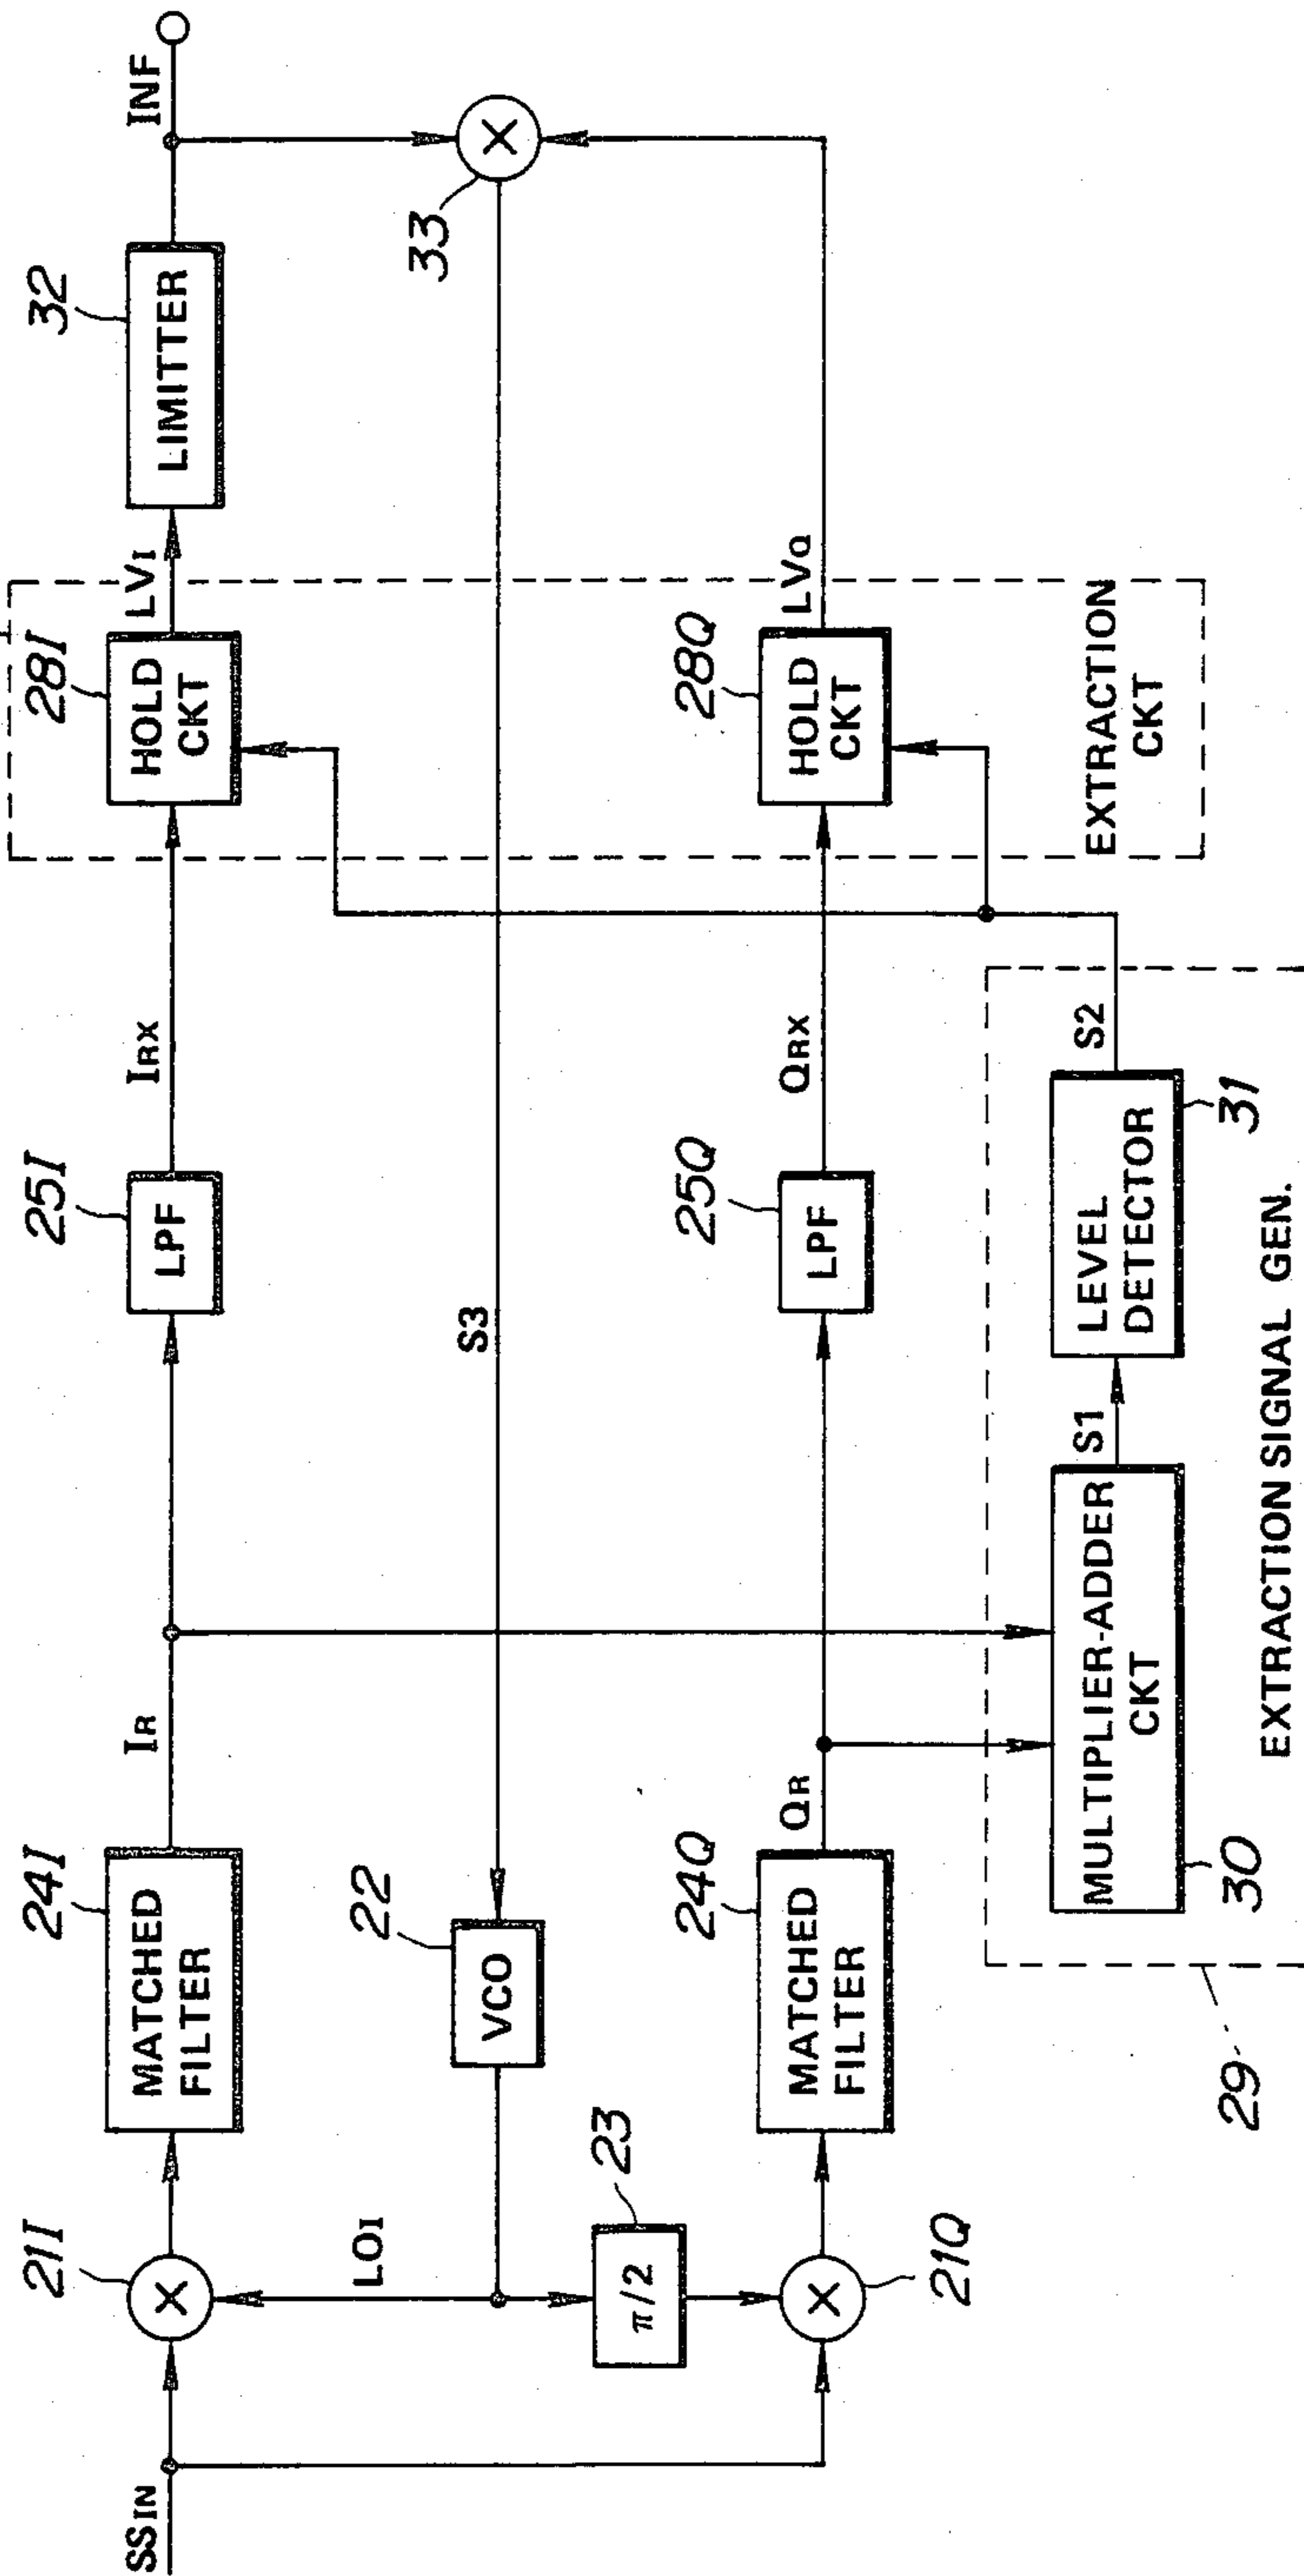 SSIN
21I
LOI
π/2
23
21Q
×
×
24I
MATCHED
FILTER
IR
22
VCO
24Q
MATCHED
FILTER
QR
S3
25I
LPF
IRX
25Q
LPF
QRX
28I
HOLD
CKT
LVI
28Q
HOLD
CKT
LVQ
EXTRACTION
CKT
32
LIMITTER
INF
33
×
29
30
MULTIPLIER-ADDER
CKT
S1
LEVEL
DETECTOR
31
S2
EXTRACTION SIGNAL GEN.